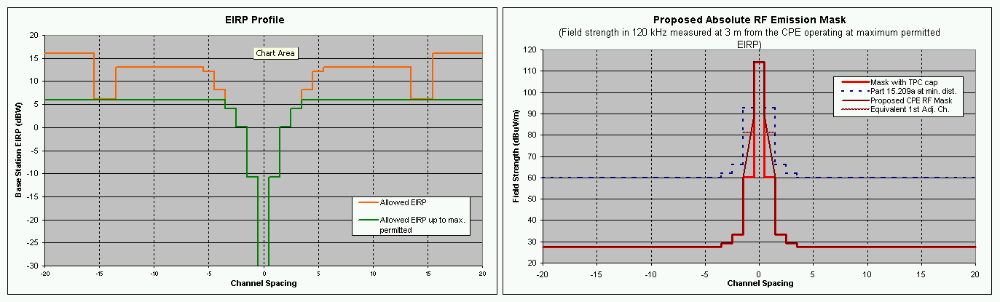 EIRP Profile
20
15
10
5
0
-5
-10
-15
-20
-25
-30
Base Station EIRP (dBW)
Chart Area
Allowed EIRP
Allowed EIRP up to max.
permitted
-20
-15
-10
-5
0
5
10
15
20
Channel Spacing
Proposed Absolute RF Emission Mask
(Field strength in 120 kHz measured at 3 m from the CPE operating at maximum permitted
EIRP)
120
110
100
90
80
70
60
50
40
30
20
Field Strength (dBuV/m)
Mask with TPC cap
Part 15.209a at min. dist.
Proposed CPE RF Mask
Equivalent 1st Adj. Ch.
-20
-15
-10
-5
0
5
10
15
20
Channel Spacing